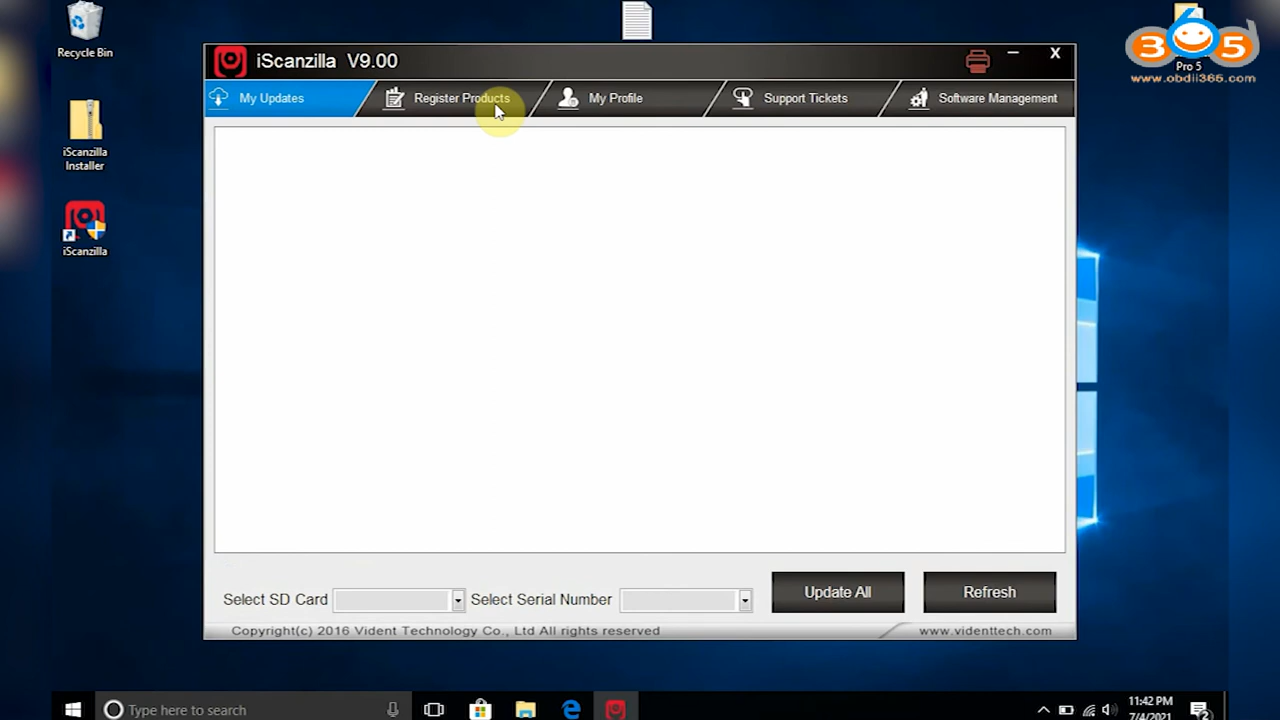 Recycle Bin
iScanzilla
Installer
iScanzilla
Pro 5
365
www.obdii365.com
iScanzilla V9.00
X
My Updates
Register Products
My Profile
Support Tickets
Software Management
Select SD Card
Select Serial Number
Update All
Refresh
Copyright(c) 2016 Vident Technology Co., Ltd All rights reserved
www.videnttech.com
Type here to search
11:42 PM
7/4/2021
2